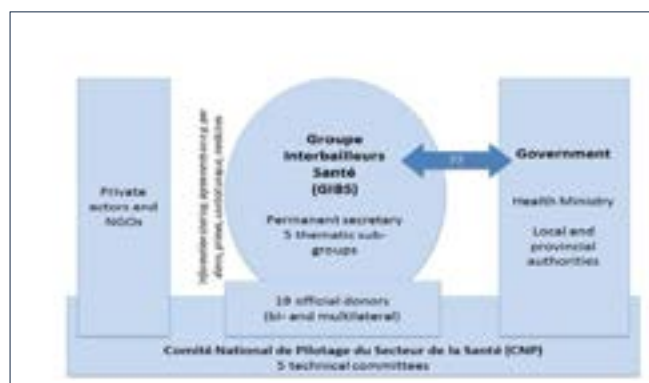 Private
actors and
NGOs
Groupe
Interbailleurs
Santé
(GIBS)
Permanent secretary
5 thematic sub-
groups
Government
Health Ministry
Local and
provincial
authorities
19 official donors
(bi- and multilateral)
Comité National de Pilotage du Secteur de la Santé (CNP)
5 technical committees